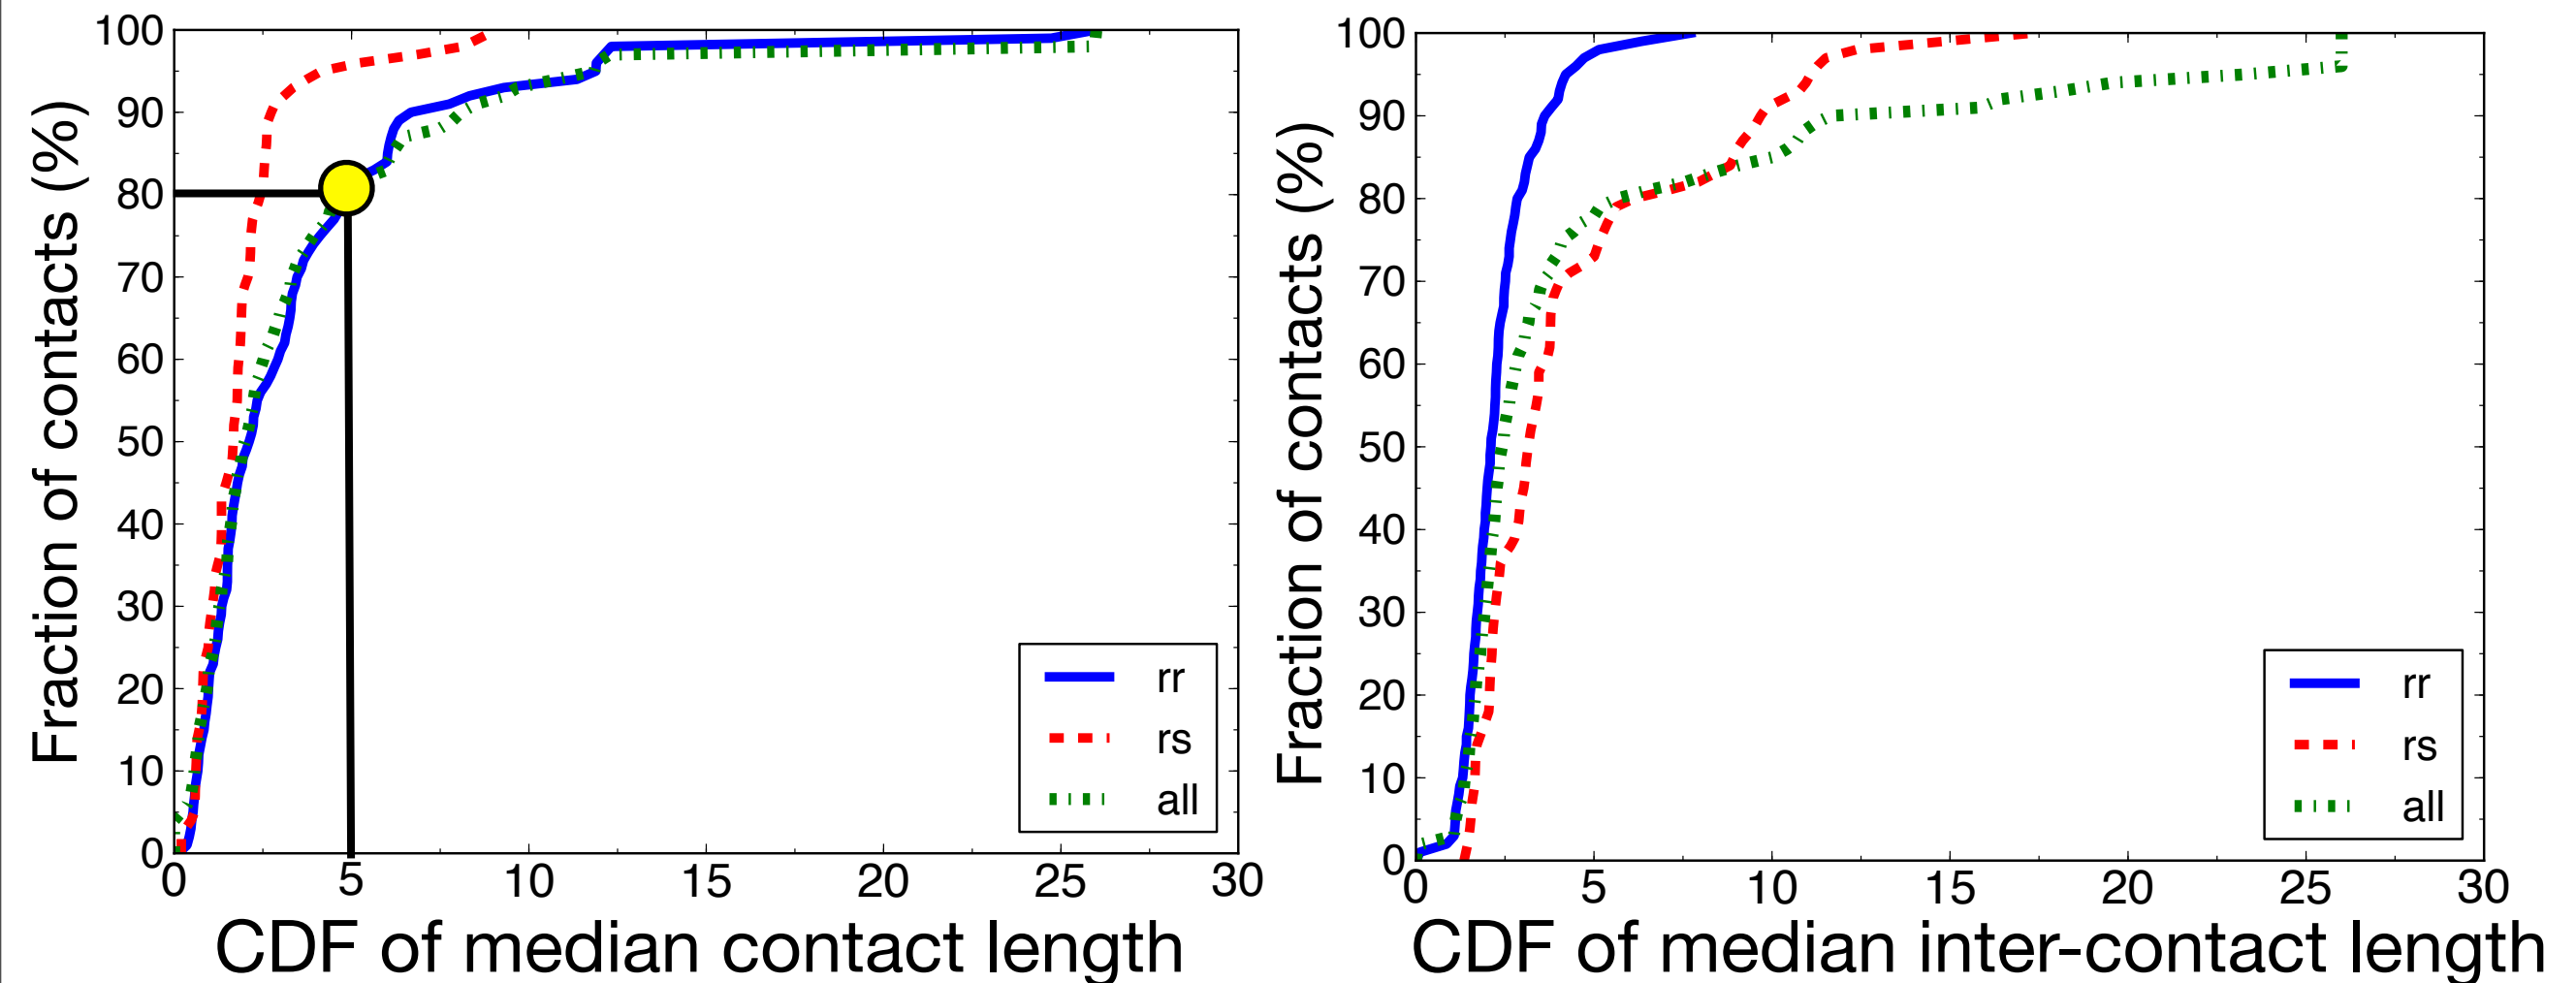 Fraction of contacts (%)
100
90
80
70
60
50
40
30
20
10
0
0 5 10 15 20 25 30
CDF of median contact length
rr
rs
all
Fraction of contacts (%)
100
90
80
70
60
50
40
30
20
10
0
0 5 10 15 20 25 30
CDF of median inter-contact length
rr
rs
all